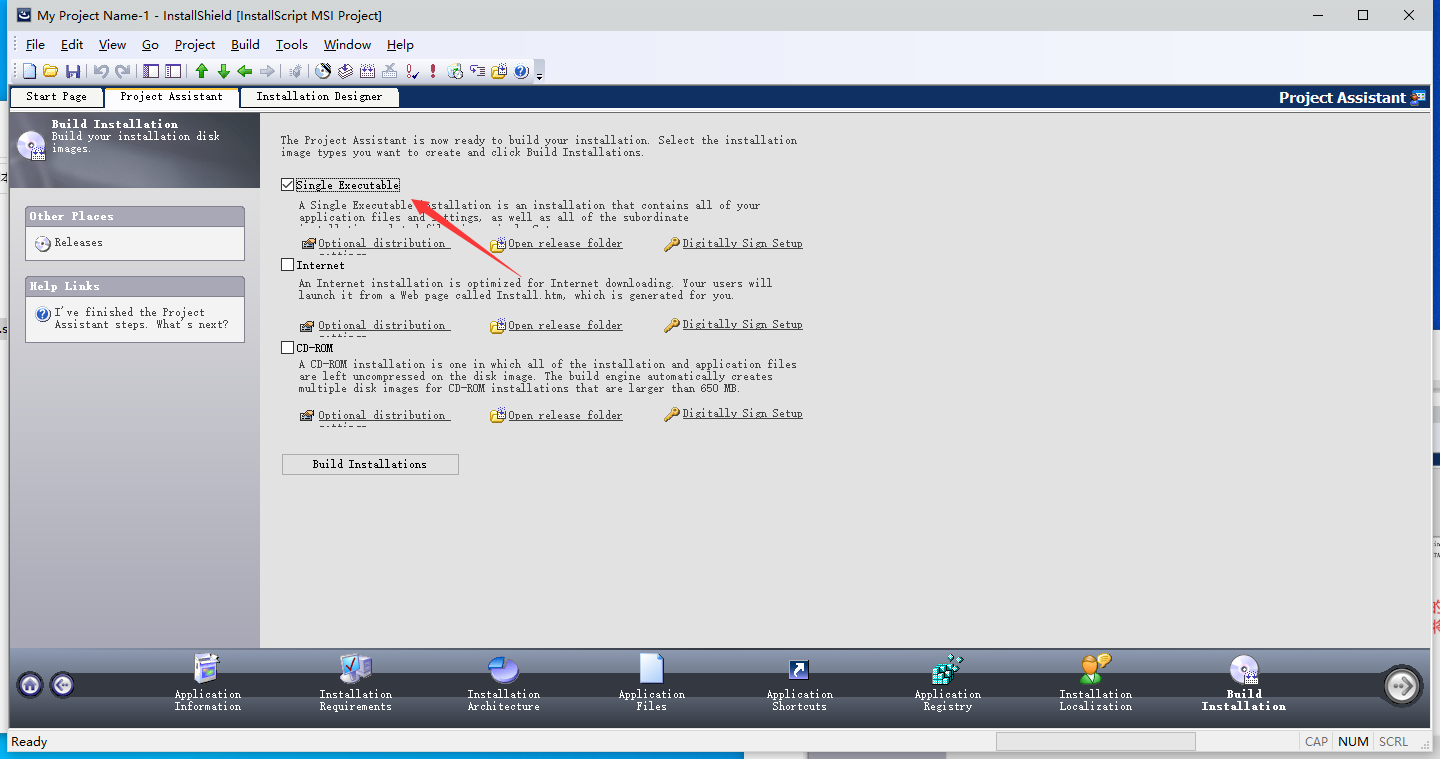 My Project Name-1 - InstallShield [InstallScript MSI Project]
File Edit View Go Project Build Tools Window Help
Start Page Project Assistant Installation Designer
Project Assistant
Build Installation
Build your installation disk
images.
Other Places
Releases
Help Links
I've finished the Project
Assistant steps. What's next?
The Project Assistant is now ready to build your installation. Select the installation
image types you want to create and click Build Installations.
Single Executable
A Single Executable installation is an installation that contains all of your
application files and settings, as well as all of the subordinate
Optional distribution
Open release folder
Digitally Sign Setup
Internet
An Internet installation is optimized for Internet downloading. Your users will
launch it from a Web page called Install.htm, which is generated for you.
Optional distribution
Open release folder
Digitally Sign Setup
CD-ROM
A CD-ROM installation is one in which all of the installation and application files
are left uncompressed on the disk image. The build engine automatically creates
multiple disk images for CD-ROM installations that are larger than 650 MB.
Optional distribution
Open release folder
Digitally Sign Setup
Build Installations
Application
Information
Installation
Requirements
Installation
Architecture
Application
Files
Application
Shortcuts
Application
Registry
Installation
Localization
Build
Installation
Ready
CAP NUM SCRL